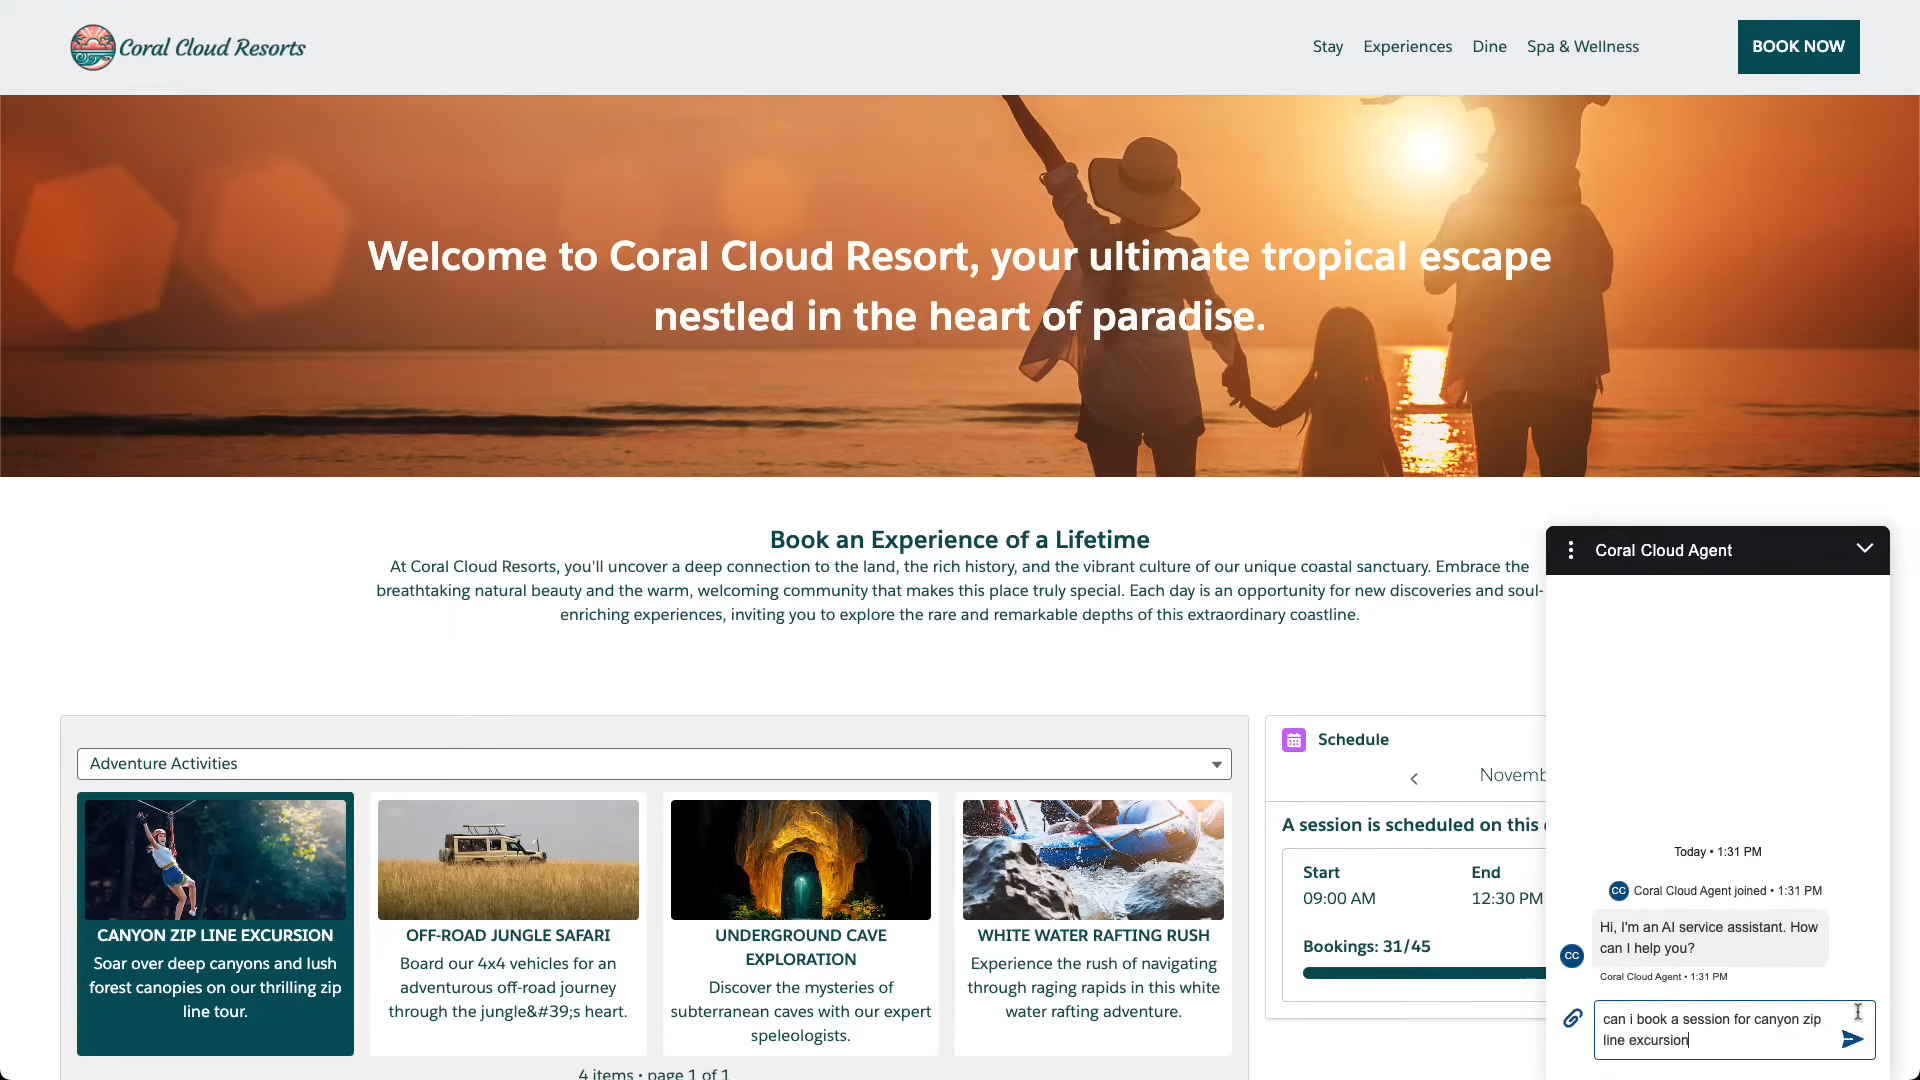 Coral Cloud Resorts
Stay Experiences Dine Spa & Wellness
BOOK NOW
Welcome to Coral Cloud Resort, your ultimate tropical escape
nestled in the heart of paradise.
Book an Experience of a Lifetime
At Coral Cloud Resorts, you'll uncover a deep connection to the land, the rich history, and the vibrant culture of our unique coastal sanctuary. Embrace the
breathtaking natural beauty and the warm, welcoming community that makes this place truly special. Each day is an opportunity for new discoveries and soul-
enriching experiences, inviting you to explore the rare and remarkable depths of this extraordinary coastline.
Adventure Activities
CANYON ZIP LINE EXCURSION
Soar over deep canyons and lush
forest canopies on our thrilling zip
line tour.
OFF-ROAD JUNGLE SAFARI
Board our 4x4 vehicles for an
adventurous off-road journey
through the jungle&#39;s heart.
UNDERGROUND CAVE
EXPLORATION
Discover the mysteries of
subterranean caves with our expert
speleologists.
WHITE WATER RAFTING RUSH
Experience the rush of navigating
through raging rapids in this white
water rafting adventure.
4 items • page 1 of 1
Schedule
Novemb
A session is scheduled on this
Start End
09:00 AM 12:30 PM
Bookings: 31/45
Coral Cloud Agent
Today • 1:31 PM
CC Coral Cloud Agent joined • 1:31 PM
Hi, I'm an AI service assistant. How
can I help you?
CC
Coral Cloud Agent • 1:31 PM
can i book a session for canyon zip
line excursion